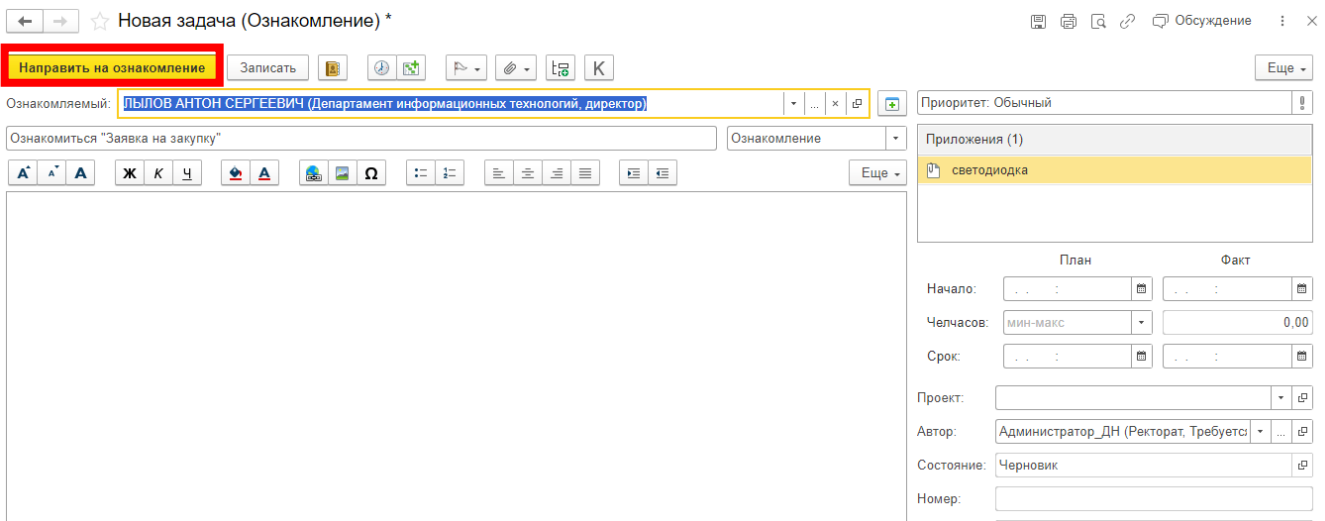 Новая задача (Ознакомление) *
Обсуждение
Направить на ознакомление
Записать
К
Еще
Ознакомляемый: ЛЫЛОВ АНТОН СЕРГЕЕВИЧ (Департамент информационных технологий, директор)
...
Приоритет: Обычный
Ознакомиться "Заявка на закупку"
Ознакомление
Приложения (1)
А А А Ж К Ч А Ω
Еще
светодиодка
План Факт
Начало: . . : . . :
Челчасов: мин-макс 0,00
Срок: . . : . . :
Проект:
Автор: Администратор_ДН (Ректорат, Требуется ...
Состояние: Черновик
Номер: